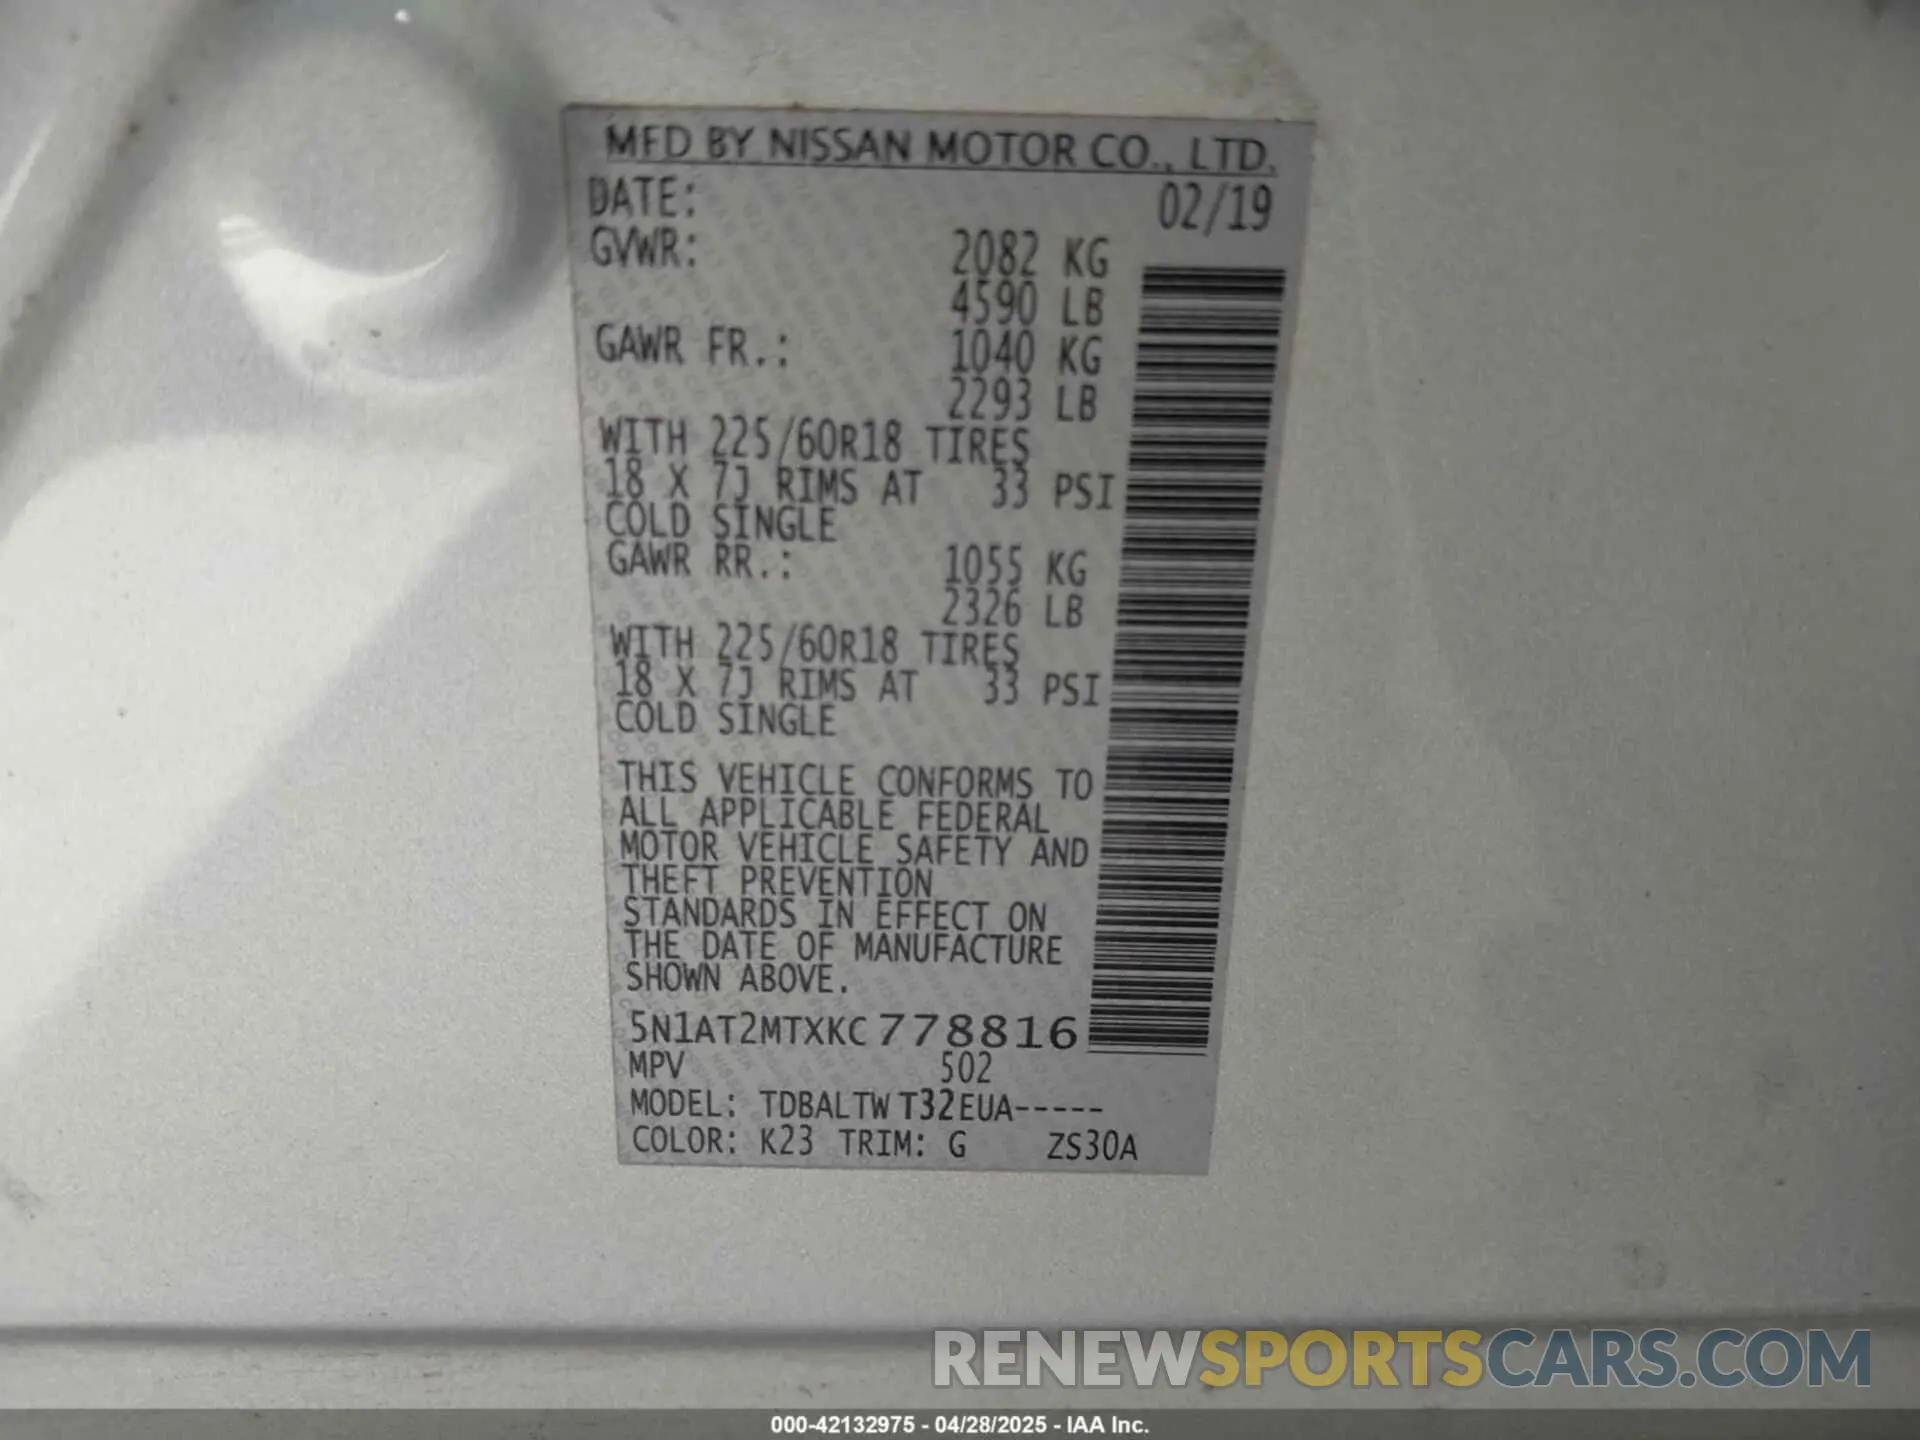 MFD BY NISSAN MOTOR CO., LTD.
DATE: 02/19
GVWR: 2082 KG
4590 LB
GAWR FR.: 1040 KG
2293 LB
WITH 225/60R18 TIRES
18 X 7J RIMS AT 33 PSI
COLD SINGLE
GAWR RR.: 1055 KG
2326 LB
WITH 225/60R18 TIRES
18 X 7J RIMS AT 33 PSI
COLD SINGLE
THIS VEHICLE CONFORMS TO
ALL APPLICABLE FEDERAL
MOTOR VEHICLE SAFETY AND
THEFT PREVENTION
STANDARDS IN EFFECT ON
THE DATE OF MANUFACTURE
SHOWN ABOVE.
5N1AT2MTXKC778816
MPV 502
MODEL: TDBALTWT32EUA-----
COLOR: K23 TRIM: G ZS30A
RENEWSPORTSCARS.COM
000-42132975 - 04/28/2025 - IAA Inc.